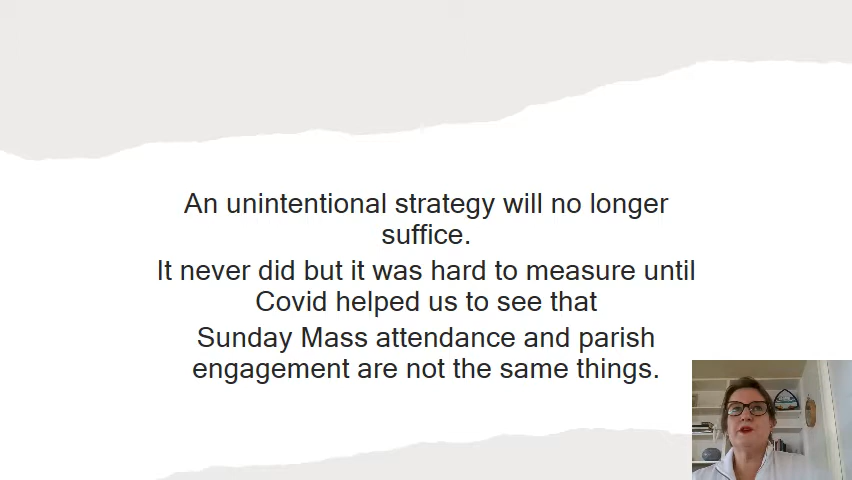 An unintentional strategy will no longer
suffice.
It never did but it was hard to measure until
Covid helped us to see that
Sunday Mass attendance and parish
engagement are not the same things.